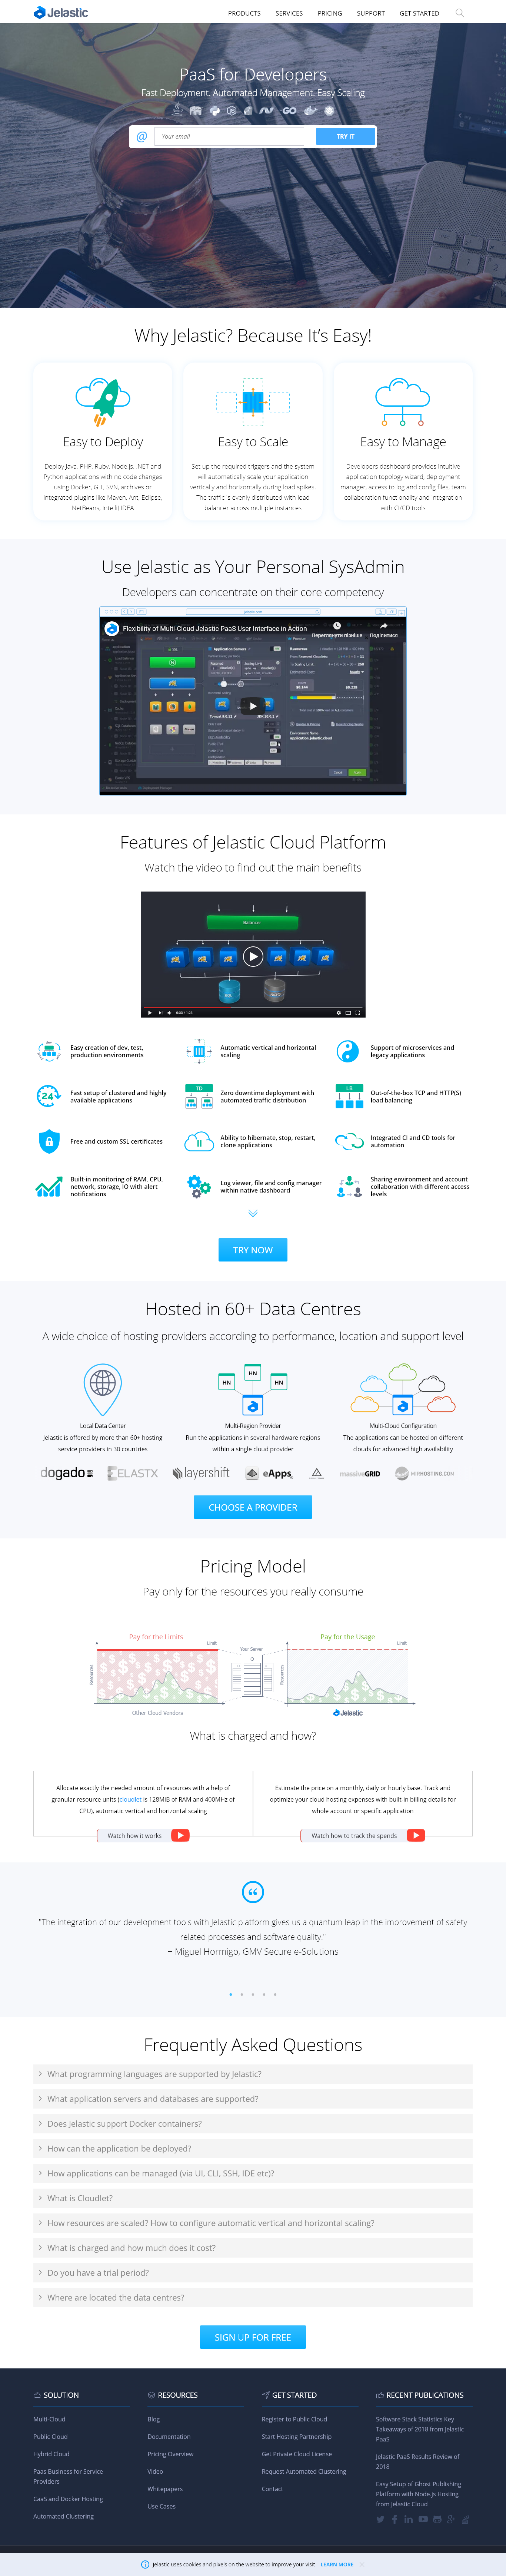 Jelastic
PRODUCTS SERVICES PRICING SUPPORT GET STARTED
PaaS for Developers
Fast Deployment. Automated Management. Easy Scaling
@ Your email TRY IT
Why Jelastic? Because It's Easy!
Easy to Deploy
Deploy Java, PHP, Ruby, Node.js, .NET and
Python applications with no code changes
using Docker, GIT, SVN, archives or
integrated plugins like Maven, Ant, Eclipse,
NetBeans, IntelliJ IDEA
Easy to Scale
Set up the required triggers and the system
will automatically scale your application
vertically and horizontally during load spikes.
The traffic is evenly distributed with load
balancer across multiple instances
Easy to Manage
Developers dashboard provides intuitive
application topology wizard, deployment
manager, access to log and config files, team
collaboration functionality and integration
with CI/CD tools
Use Jelastic as Your Personal SysAdmin
Developers can concentrate on their core competency
jelastic.com
Flexibility of Multi-Cloud Jelastic PaaS User Interface in Action
Переглянути пізніше Поділитися
Features of Jelastic Cloud Platform
Watch the video to find out the main benefits
Balancer
SQL NoSQL
Easy creation of dev, test,
production environments
Automatic vertical and horizontal
scaling
Support of microservices and
legacy applications
24
Fast setup of clustered and highly
available applications
TD
Zero downtime deployment with
automated traffic distribution
LB
Out-of-the-box TCP and HTTP(S)
load balancing
Free and custom SSL certificates
Ability to hibernate, stop, restart,
clone applications
Integrated CI and CD tools for
automation
Built-in monitoring of RAM, CPU,
network, storage, IO with alert
notifications
Log viewer, file and config manager
within native dashboard
Sharing environment and account
collaboration with different access
levels
TRY NOW
Hosted in 60+ Data Centres
A wide choice of hosting providers according to performance, location and support level
HN HN HN
Local Data Center
Jelastic is offered by more than 60+ hosting
service providers in 30 countries
Multi-Region Provider
Run the applications in several hardware regions
within a single cloud provider
Multi-Cloud Configuration
The applications can be hosted on different
clouds for advanced high availability
dogado ELASTX layershift eApps massiveGRID MIRHOSTING.COM
CHOOSE A PROVIDER
Pricing Model
Pay only for the resources you really consume
Pay for the Limits
Limit
Resources
Other Cloud Vendors
Your Server
Pay for the Usage
Limit
Resources
Jelastic
What is charged and how?
Allocate exactly the needed amount of resources with a help of
granular resource units (cloudlet is 128MiB of RAM and 400MHz of
CPU), automatic vertical and horizontal scaling
Watch how it works
Estimate the price on a monthly, daily or hourly base. Track and
optimize your cloud hosting expenses with built-in billing details for
whole account or specific application
Watch how to track the spends
"The integration of our development tools with Jelastic platform gives us a quantum leap in the improvement of safety
related processes and software quality."
~ Miguel Hormigo, GMV Secure e-Solutions
Frequently Asked Questions
What programming languages are supported by Jelastic?
What application servers and databases are supported?
Does Jelastic support Docker containers?
How can the application be deployed?
How applications can be managed (via UI, CLI, SSH, IDE etc)?
What is Cloudlet?
How resources are scaled? How to configure automatic vertical and horizontal scaling?
What is charged and how much does it cost?
Do you have a trial period?
Where are located the data centres?
SIGN UP FOR FREE
SOLUTION
Multi-Cloud
Public Cloud
Hybrid Cloud
Paas Business for Service
Providers
CaaS and Docker Hosting
Automated Clustering
RESOURCES
Blog
Documentation
Pricing Overview
Video
Whitepapers
Use Cases
GET STARTED
Register to Public Cloud
Start Hosting Partnership
Get Private Cloud License
Request Automated Clustering
Contact
RECENT PUBLICATIONS
Software Stack Statistics Key
Takeaways of 2018 from Jelastic
PaaS
Jelastic PaaS Results Review of
2018
Easy Setup of Ghost Publishing
Platform with Node.js Hosting
from Jelastic Cloud
Jelastic uses cookies and pixels on the website to improve your visit LEARN MORE